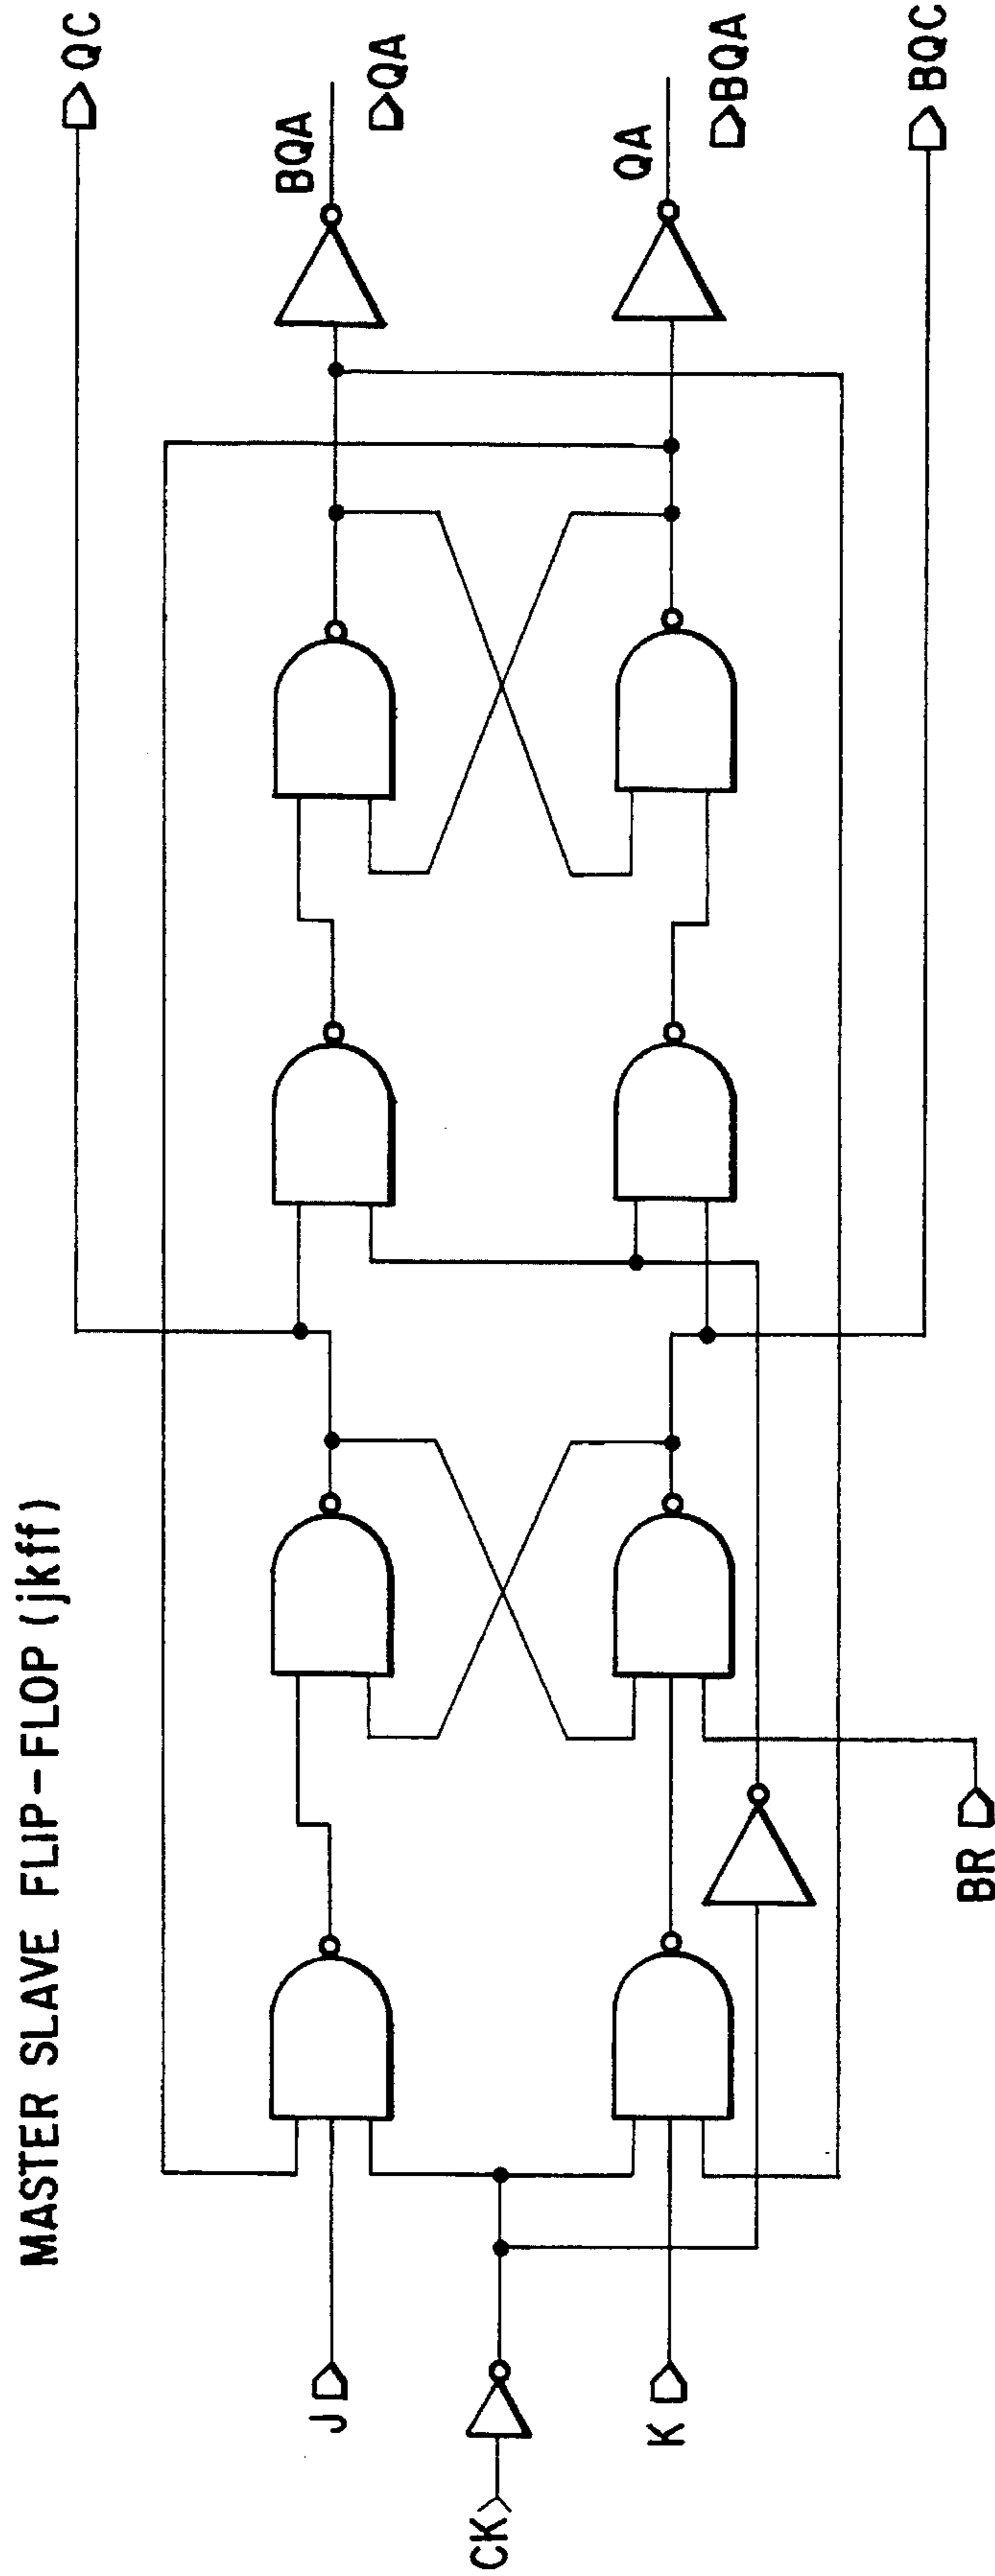 MASTER SLAVE FLIP-FLOP (jkff)
QC
BQA
QA
J
CK
QA
BQA
K
BQC
BR